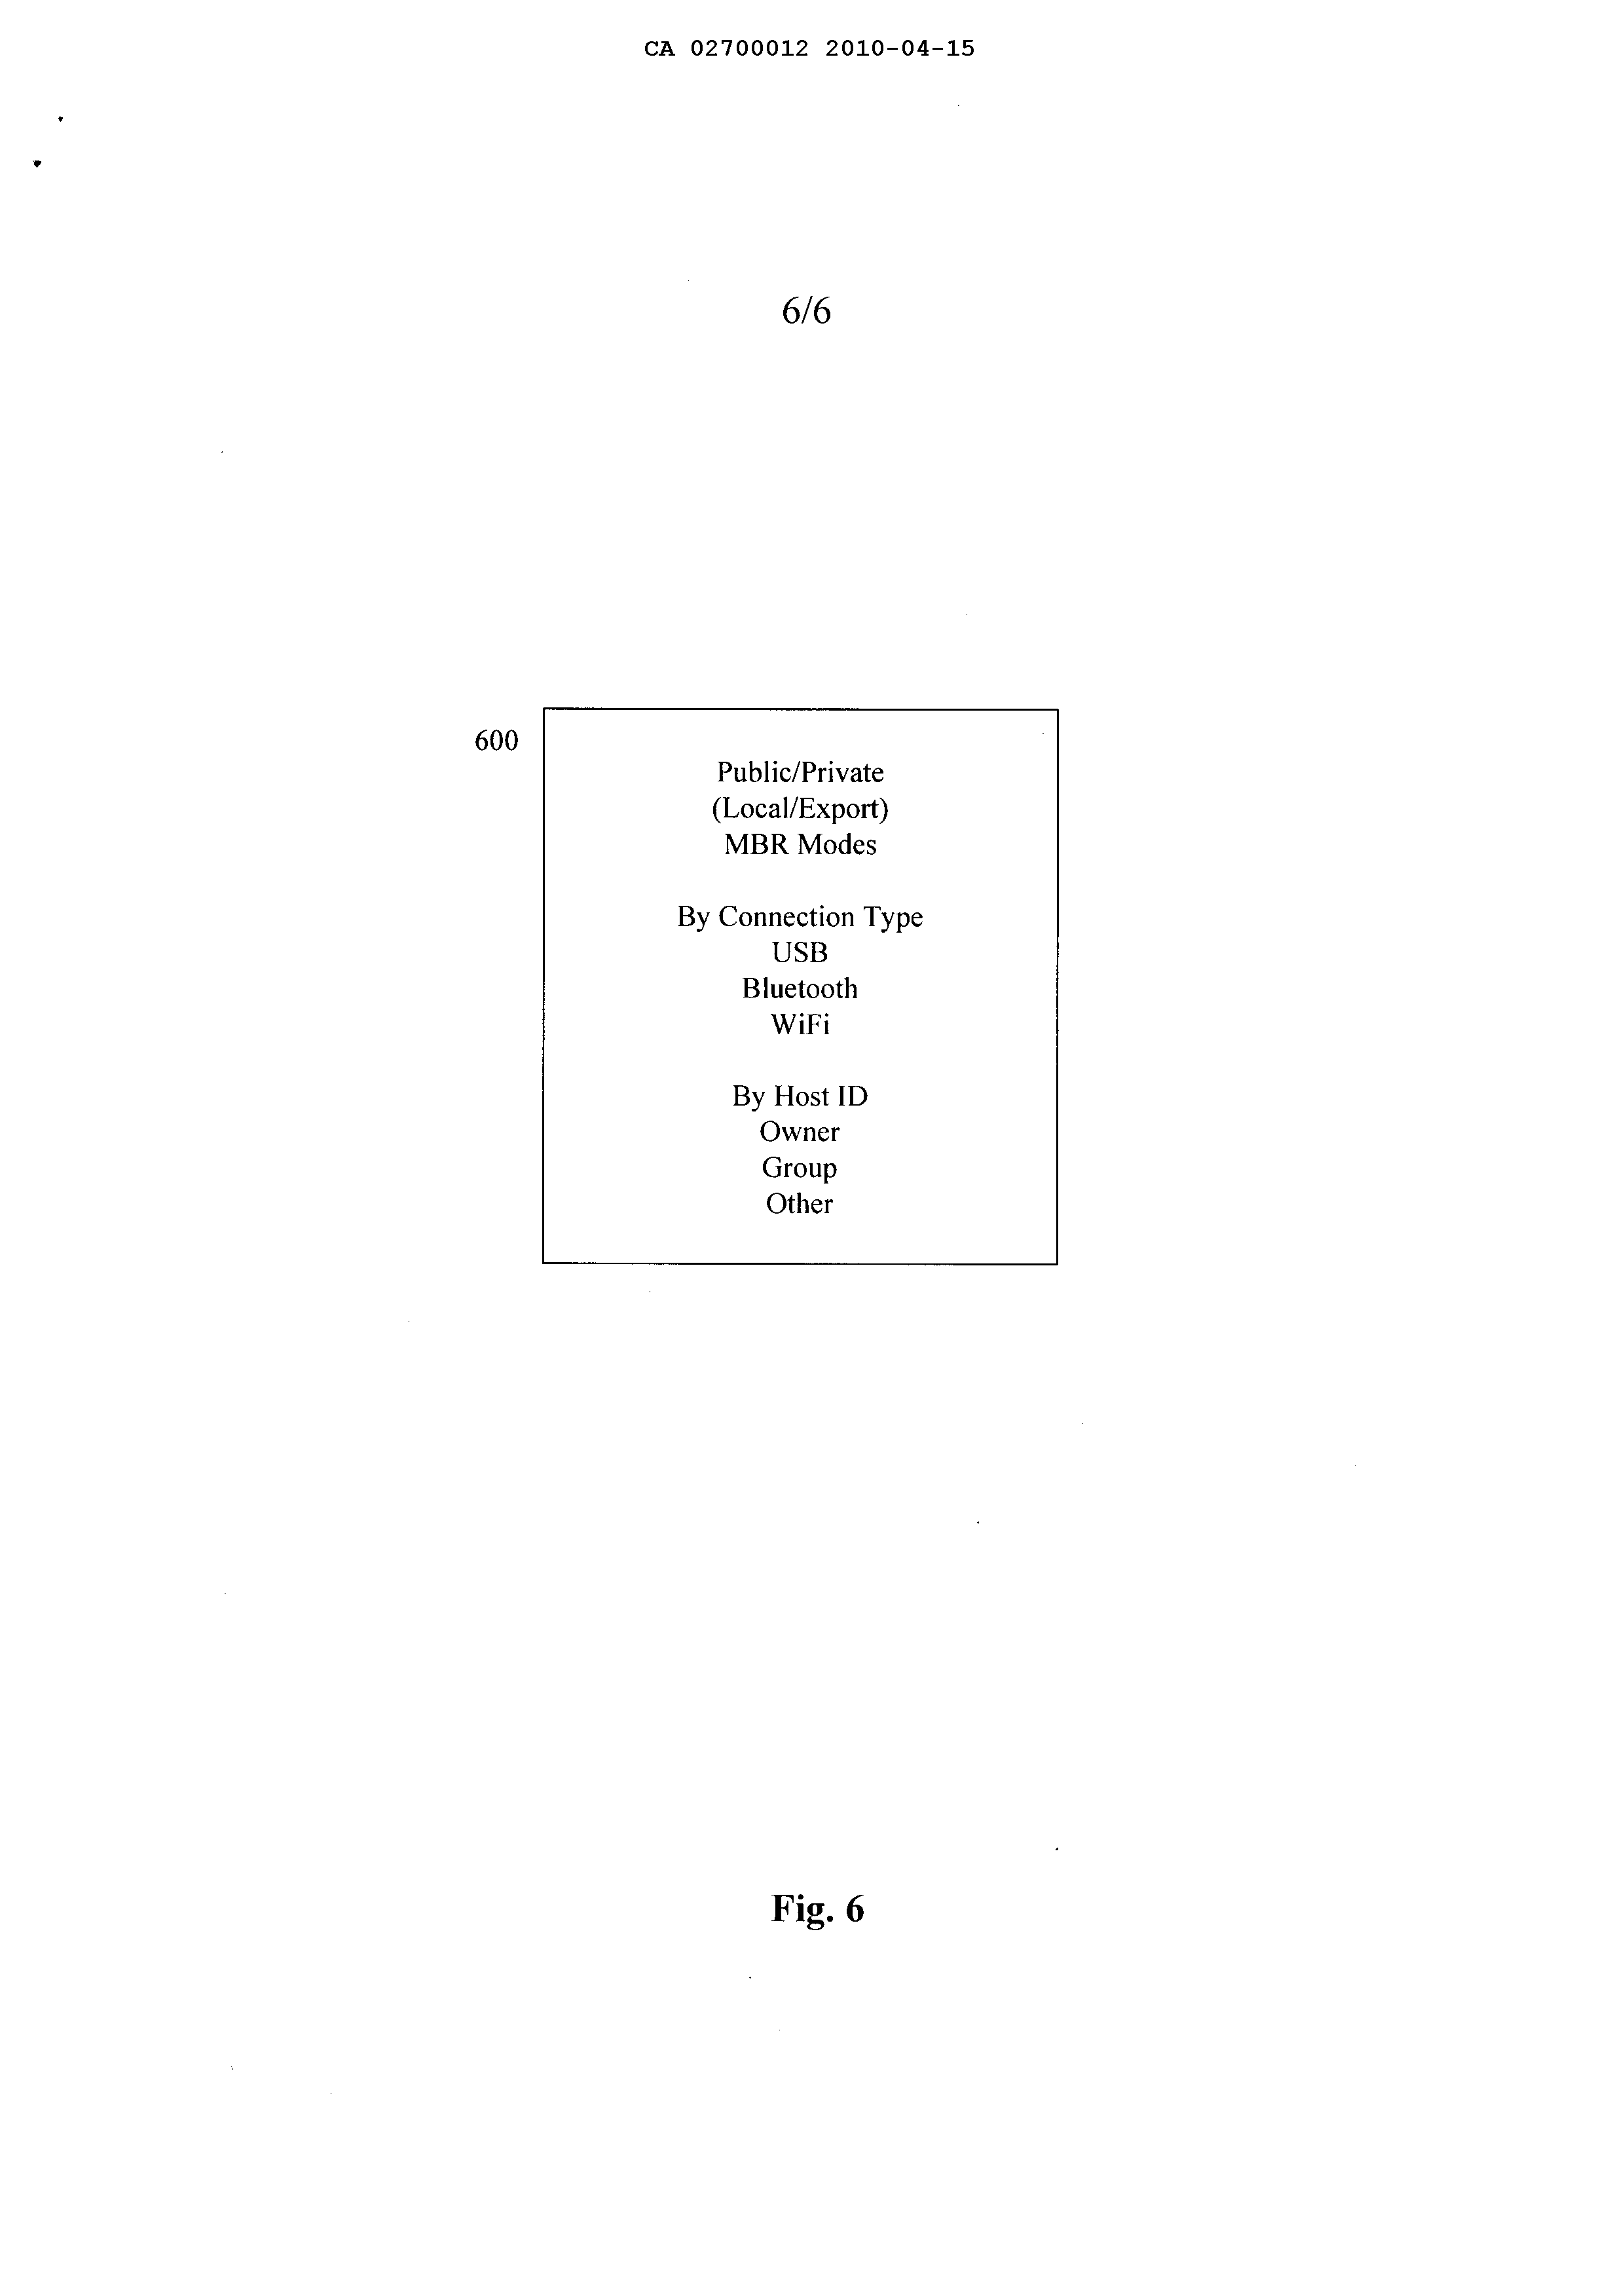 CA 02700012 2010-04-15
6/6
600
Public/Private
(Local/Export)
MBR Modes
By Connection Type
USB
Bluetooth
WiFi
By Host ID
Owner
Group
Other
Fig. 6